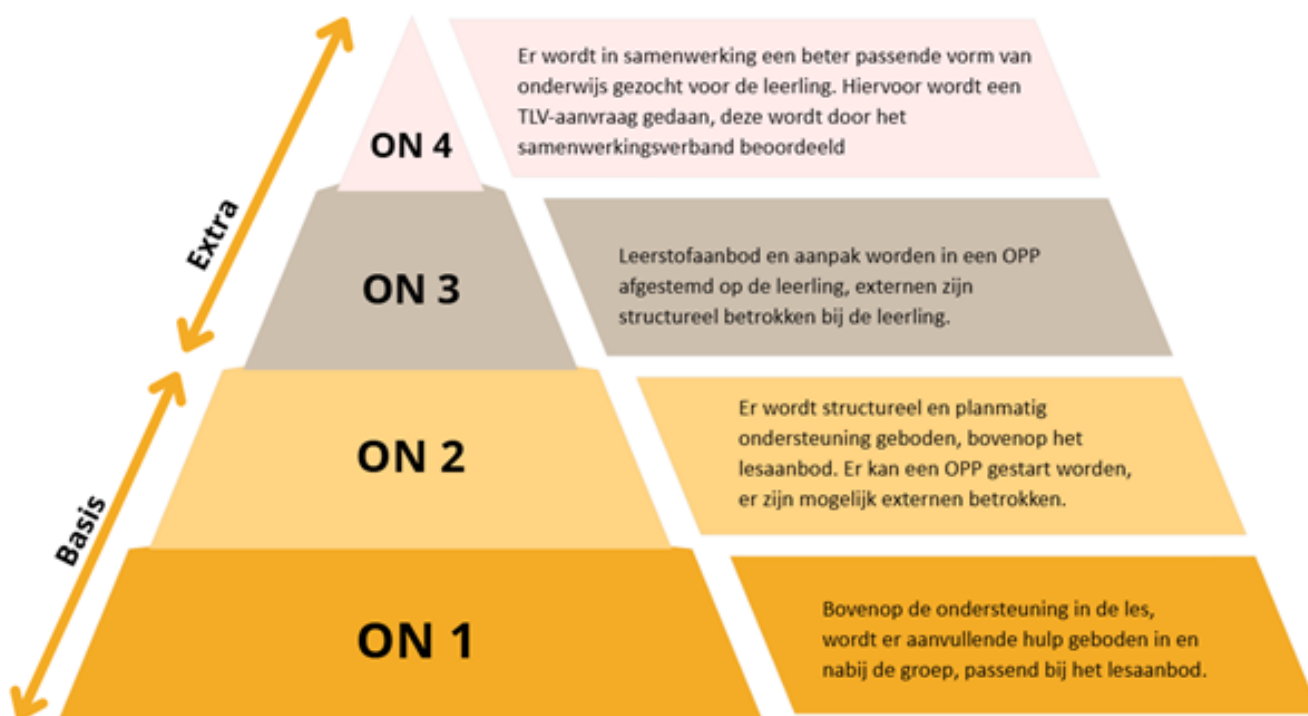 Er wordt in samenwerking een beter passende vorm van
onderwijs gezocht voor de leerling. Hiervoor wordt een
TLV-aanvraag gedaan, deze wordt door het
samenwerkingsverband beoordeeld
ON 4
Extra
Leerstofaanbod en aanpak worden in een OPP
afgestemd op de leerling, externen zijn
structureel betrokken bij de leerling.
ON 3
Er wordt structureel en planmatig
ondersteuning geboden, bovenop het
lesaanbod. Er kan een OPP gestart worden,
er zijn mogelijk externen betrokken.
ON 2
Basis
Bovenop de ondersteuning in de les,
wordt er aanvullende hulp geboden in en
nabij de groep, passend bij het lesaanbod.
ON 1